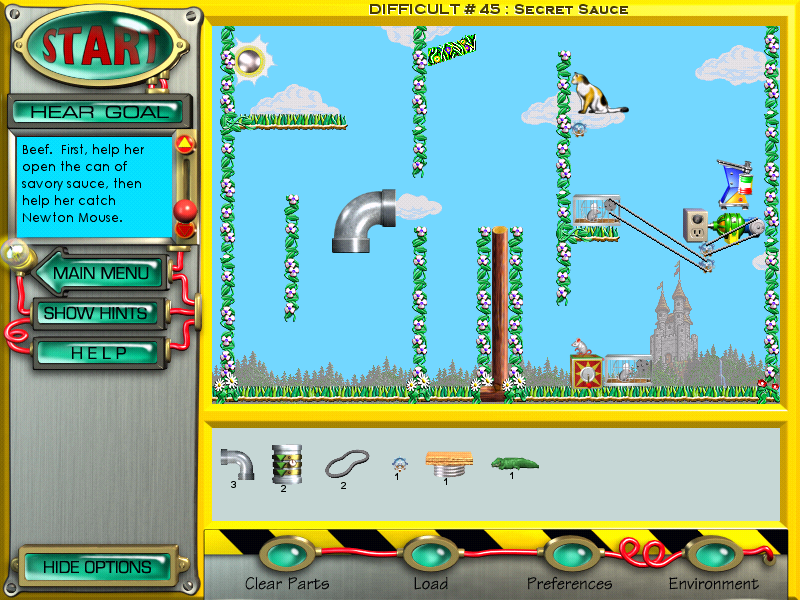 DIFFICULT # 45 : SECRET SAUCE
START
HEAR GOAL
Beef. First, help her
open the can of
savory sauce, then
help her catch
Newton Mouse.
MAIN MENU
SHOW HINTS
HELP
HIDE OPTIONS
3
2
2
1
1
1
Clear Parts
Load
Preferences
Environment